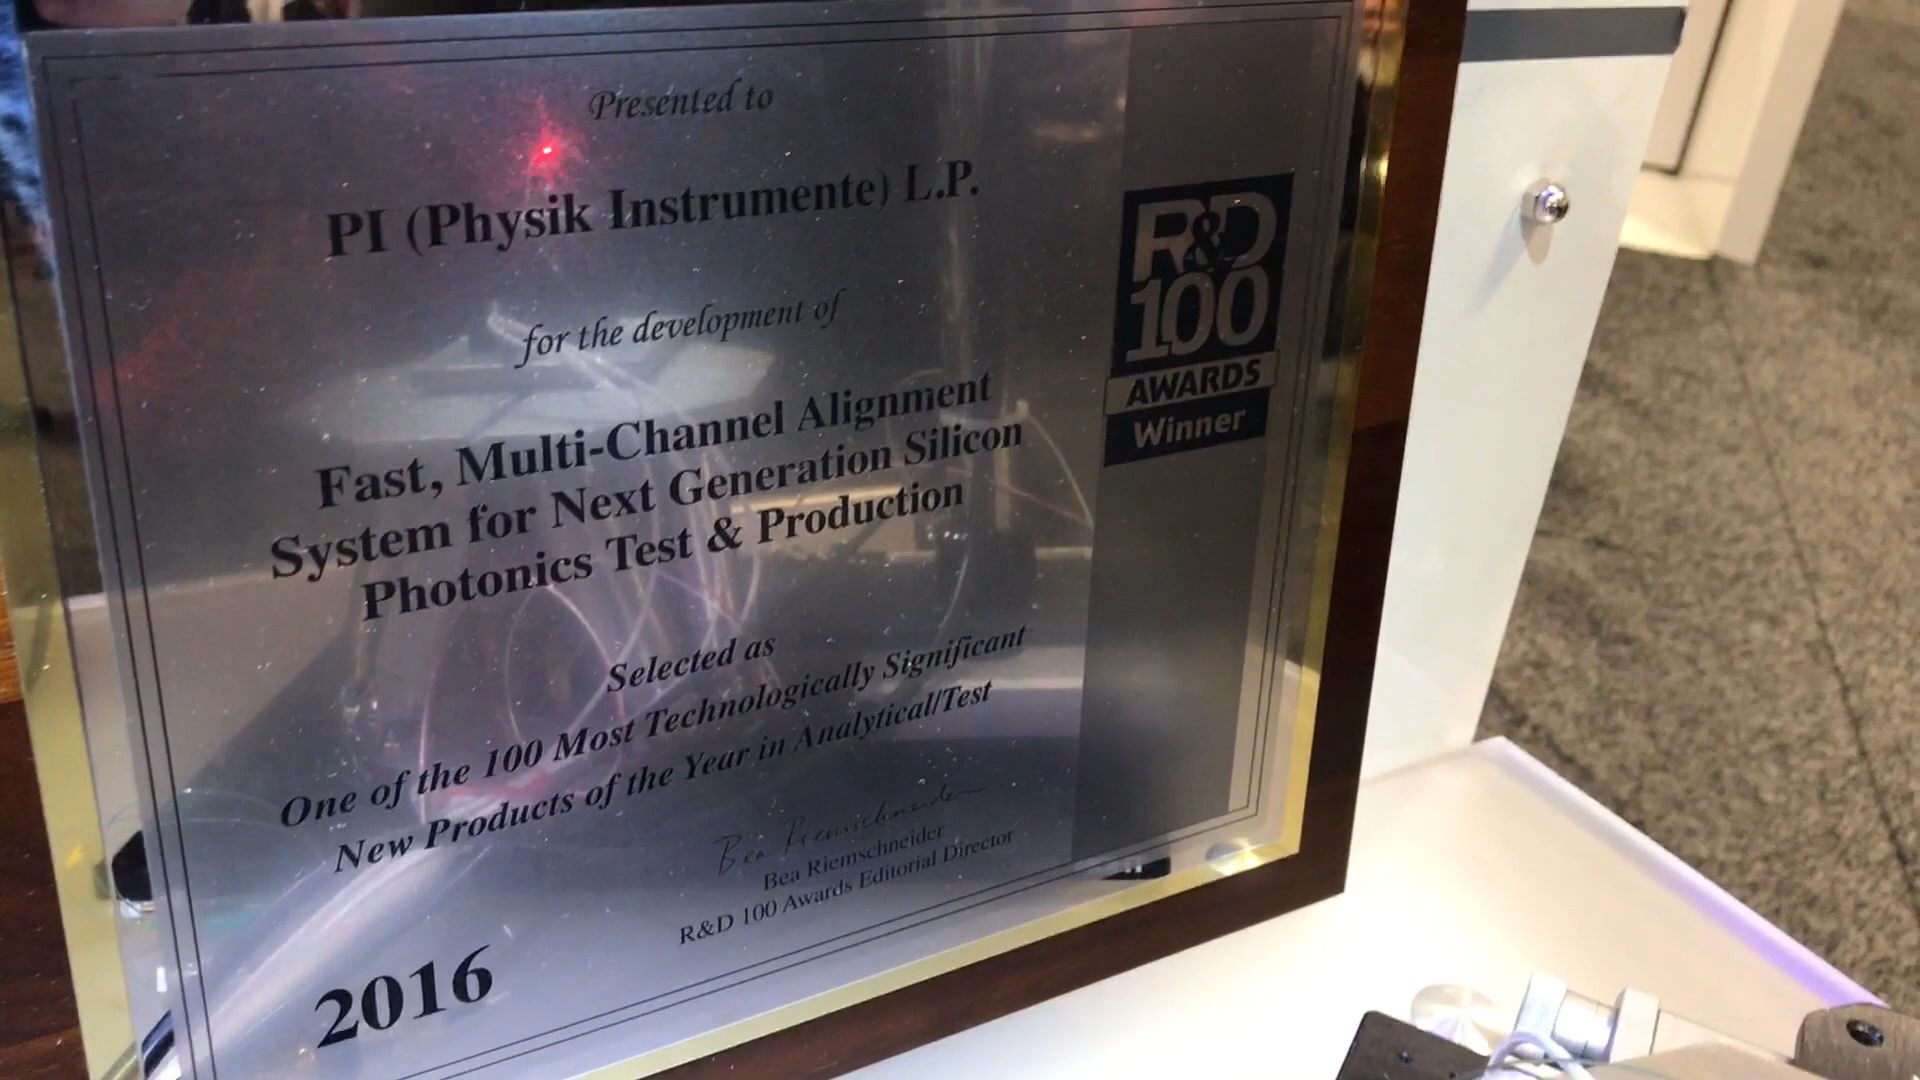 Presented to
PI (Physik Instrumente) L.P.
for the development of
Fast, Multi-Channel Alignment
System for Next Generation Silicon
Photonics Test & Production
Selected as
One of the 100 Most Technologically Significant
New Products of the Year in Analytical/Test
Bea Riemschneider
Bea Riemschneider
R&D 100 Awards Editorial Director
2016
R&D
100
AWARDS
Winner